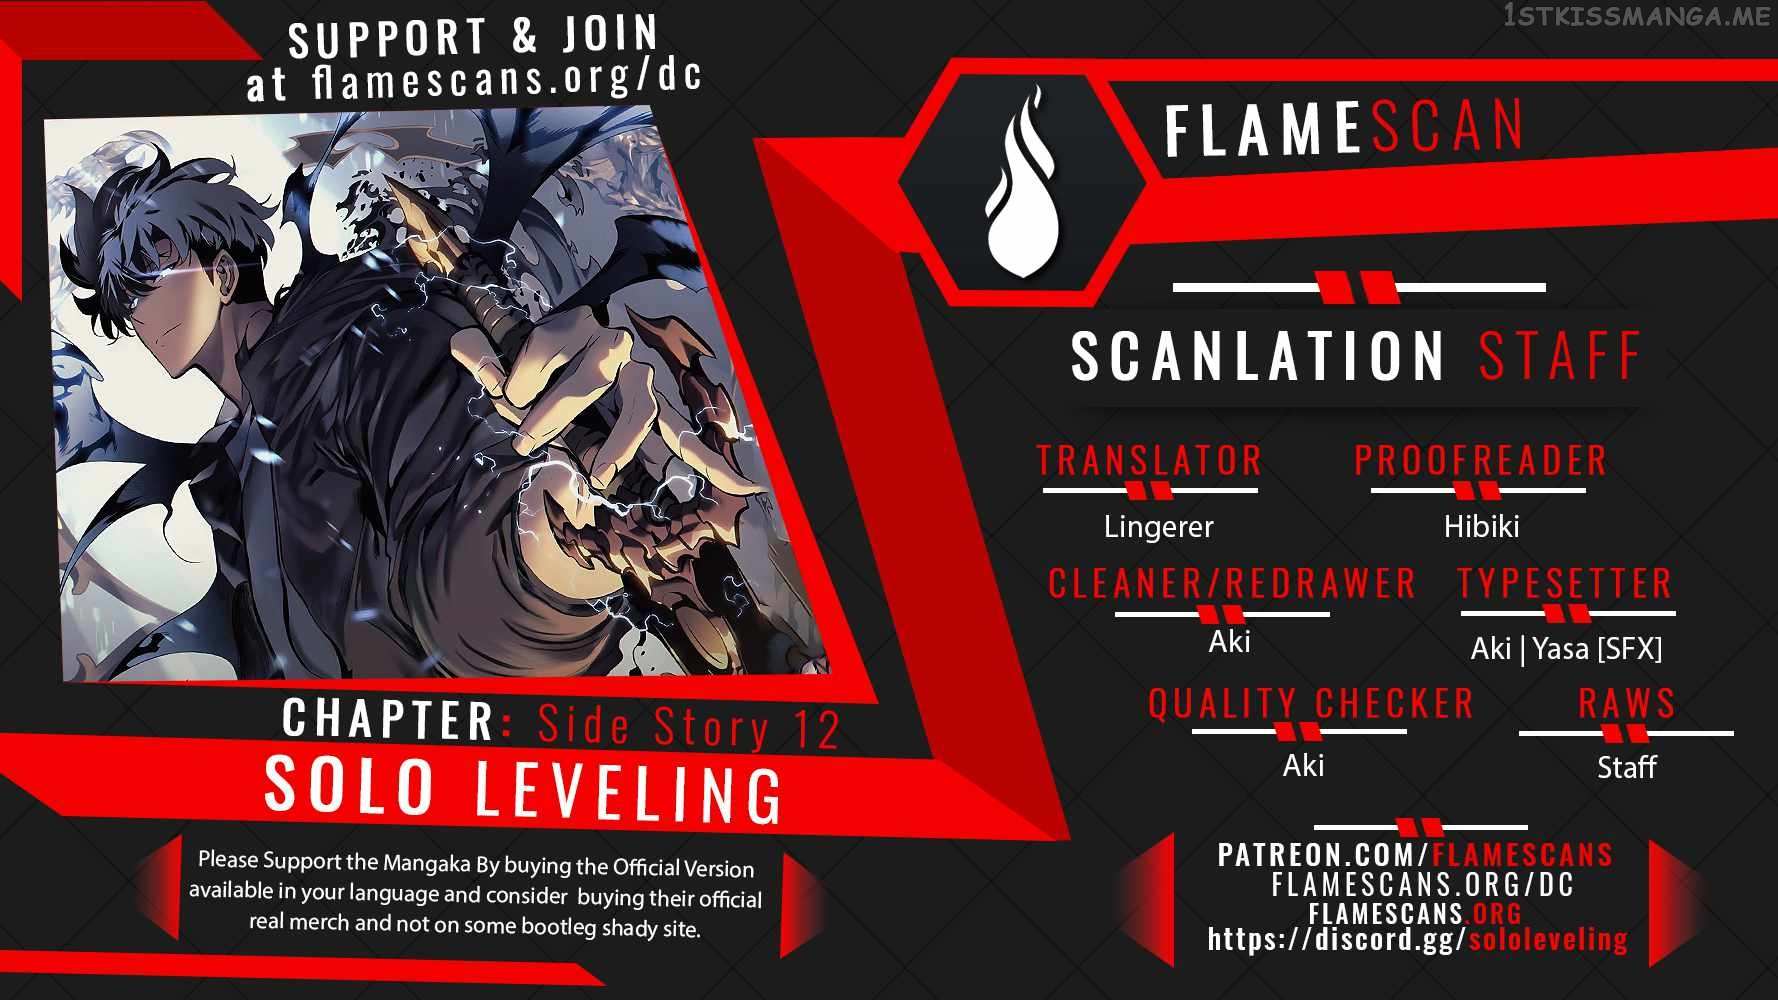 1STKISSMANGA.ME
SUPPORT & JOIN
at flamescans.org/dc
FLAMESCAN
SCANLATION STAFF
TRANSLATOR
Lingerer
PROOFREADER
Hibiki
CLEANER/REDRAWER
Aki
TYPESETTER
Aki | Yasa [SFX]
QUALITY CHECKER
Aki
RAWS
Staff
CHAPTER: Side Story 12
SOLO LEVELING
Please Support the Mangaka By buying the Official Version
available in your language and consider buying their official
real merch and not on some bootleg shady site.
PATREON.COM/FLAMESCANS
FLAMESCANS.ORG/DC
FLAMESCANS.ORG
https://discord.gg/sololeveling